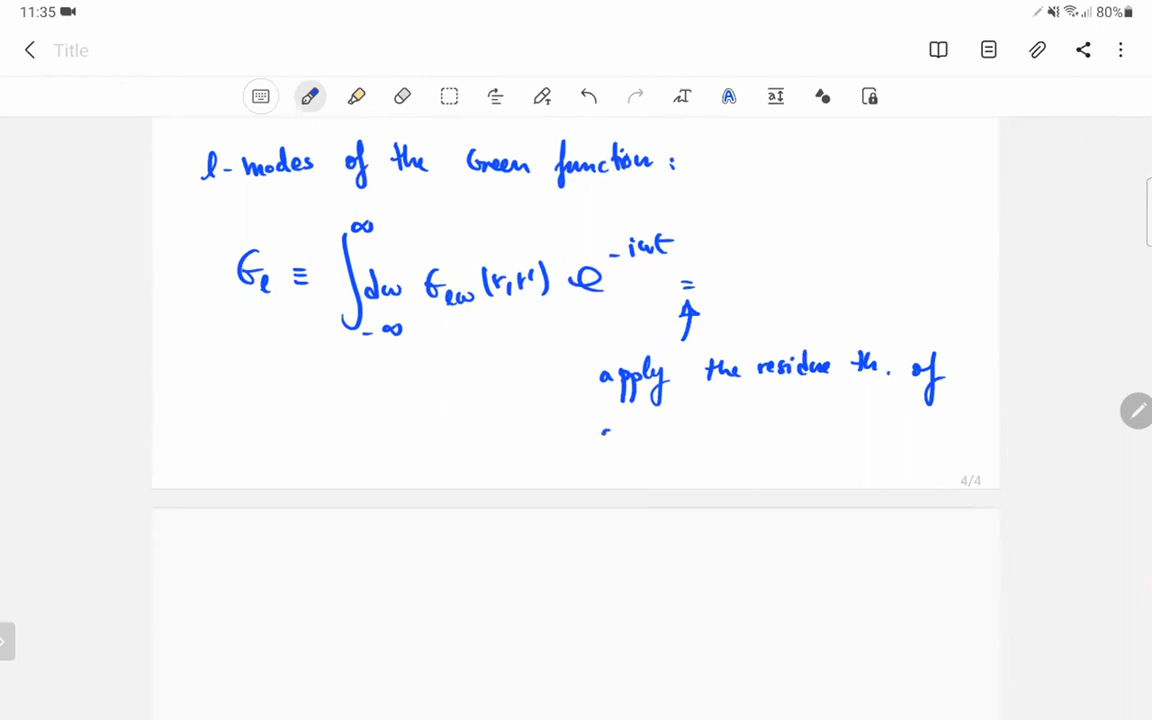 11:35
80%
Title
l-modes of the Green function:
G_l ≡ ∫_{-∞}^{∞} dω G_{lω}(r,r') e^{-iωt} =
apply the residue th. of
4/4